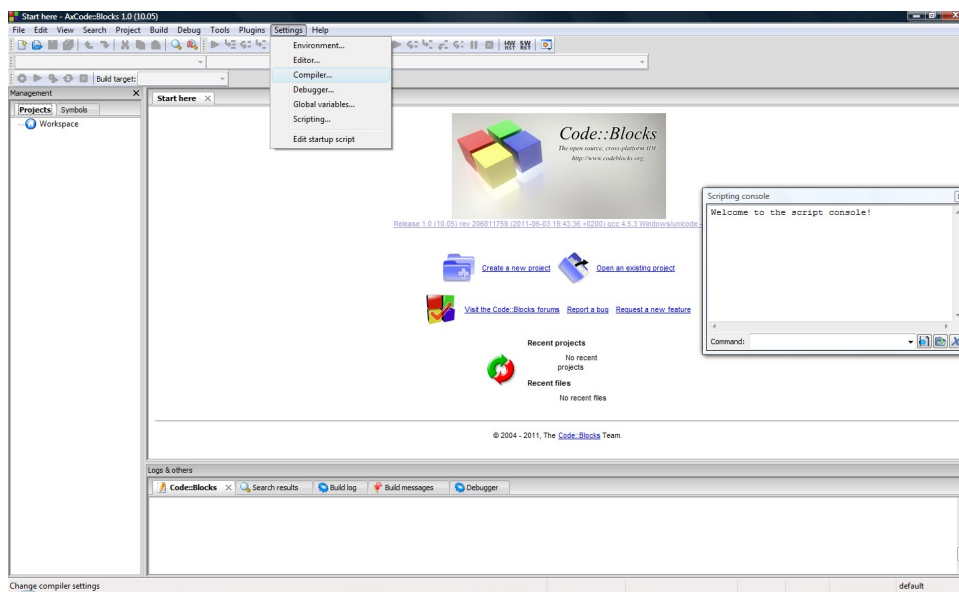 Start here - AxCode::Blocks 1.0 (10.05)
File Edit View Search Project Build Debug Tools Plugins Settings Help
HW RST SW RST
Environment...
Editor...
Compiler...
Debugger...
Global variables...
Scripting...
Edit startup script
Build target:
Management
Projects Symbols
Workspace
Start here
Code::Blocks
The open source, cross-platform IDE
http://www.codeblocks.org
Release 1.0 (10.05) rev 206811759 (2011-06-03 19:43:36 +0200) gcc 4.5.3 Windows/unicode -
Create a new project Open an existing project
Visit the Code::Blocks forums Report a bug Request a new feature
Recent projects
No recent
projects
Recent files
No recent files
© 2004 - 2011, The Code::Blocks Team.
Scripting console
Welcome to the script console!
Command:
Logs & others
Code::Blocks Search results Build log Build messages Debugger
Change compiler settings
default